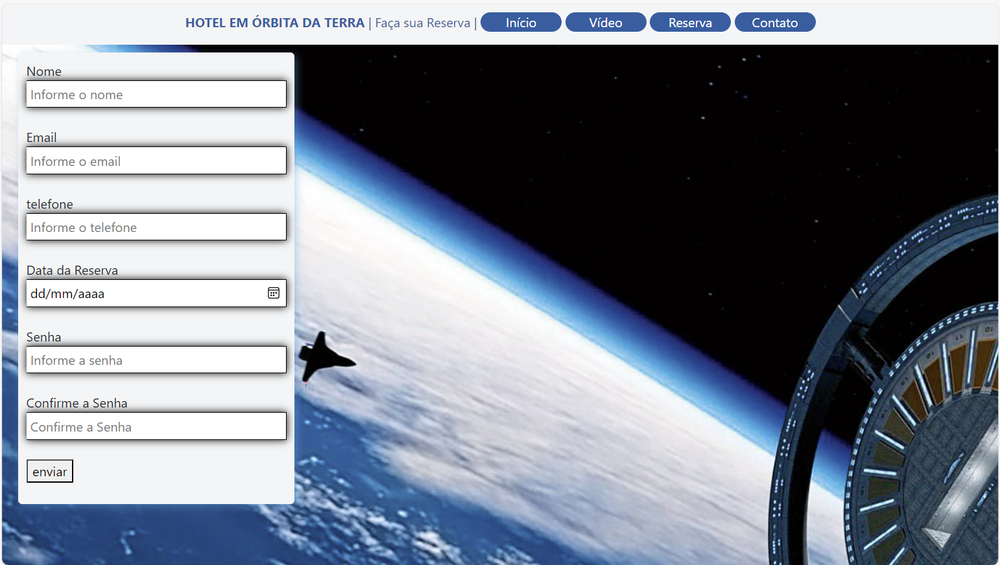 HOTEL EM ÓRBITA DA TERRA | Faça sua Reserva | Início Vídeo Reserva Contato
Nome
Informe o nome
Email
Informe o email
telefone
Informe o telefone
Data da Reserva
dd/mm/aaaa
Senha
Informe a senha
Confirme a Senha
Confirme a Senha
enviar